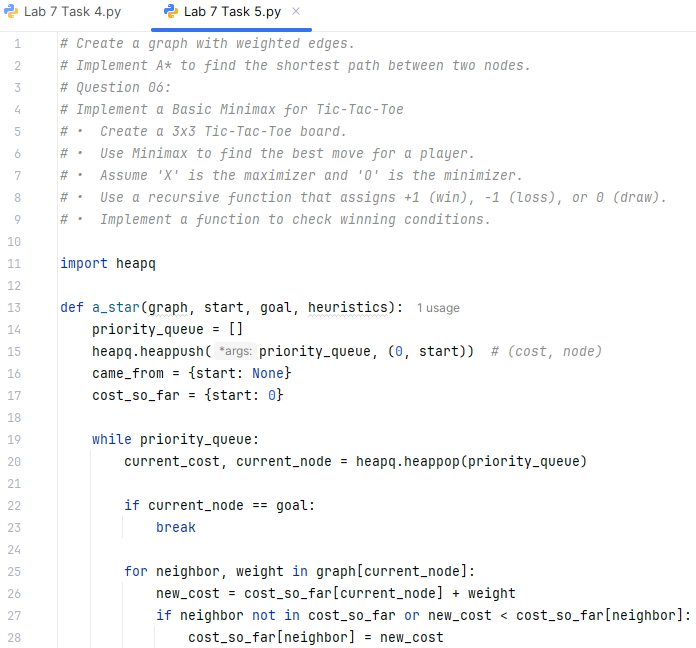 Lab 7 Task 4.py
Lab 7 Task 5.py ×
1 # Create a graph with weighted edges.
2 # Implement A* to find the shortest path between two nodes.
3 # Question 06:
4 # Implement a Basic Minimax for Tic-Tac-Toe
5 # •  Create a 3x3 Tic-Tac-Toe board.
6 # •  Use Minimax to find the best move for a player.
7 # •  Assume 'X' is the maximizer and 'O' is the minimizer.
8 # •  Use a recursive function that assigns +1 (win), -1 (loss), or 0 (draw).
9 # •  Implement a function to check winning conditions.
10
11 import heapq
12
13 def a_star(graph, start, goal, heuristics): 1 usage
14     priority_queue = []
15     heapq.heappush( *args: priority_queue, (0, start))  # (cost, node)
16     came_from = {start: None}
17     cost_so_far = {start: 0}
18
19     while priority_queue:
20         current_cost, current_node = heapq.heappop(priority_queue)
21
22         if current_node == goal:
23             break
24
25         for neighbor, weight in graph[current_node]:
26             new_cost = cost_so_far[current_node] + weight
27             if neighbor not in cost_so_far or new_cost < cost_so_far[neighbor]:
28                 cost_so_far[neighbor] = new_cost